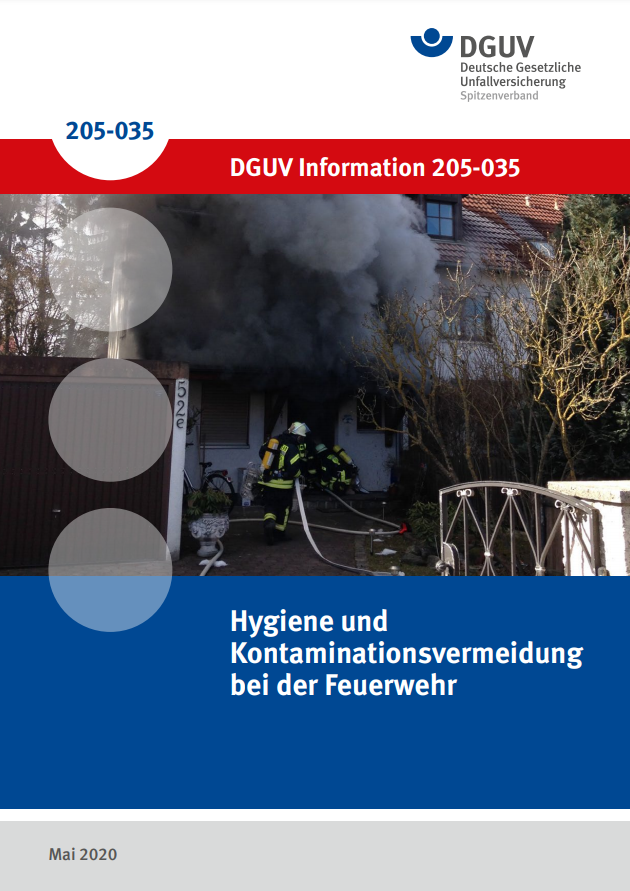 DGUV
Deutsche Gesetzliche
Unfallversicherung
Spitzenverband
205-035
DGUV Information 205-035
52e
Hygiene und
Kontaminationsvermeidung
bei der Feuerwehr
Mai 2020